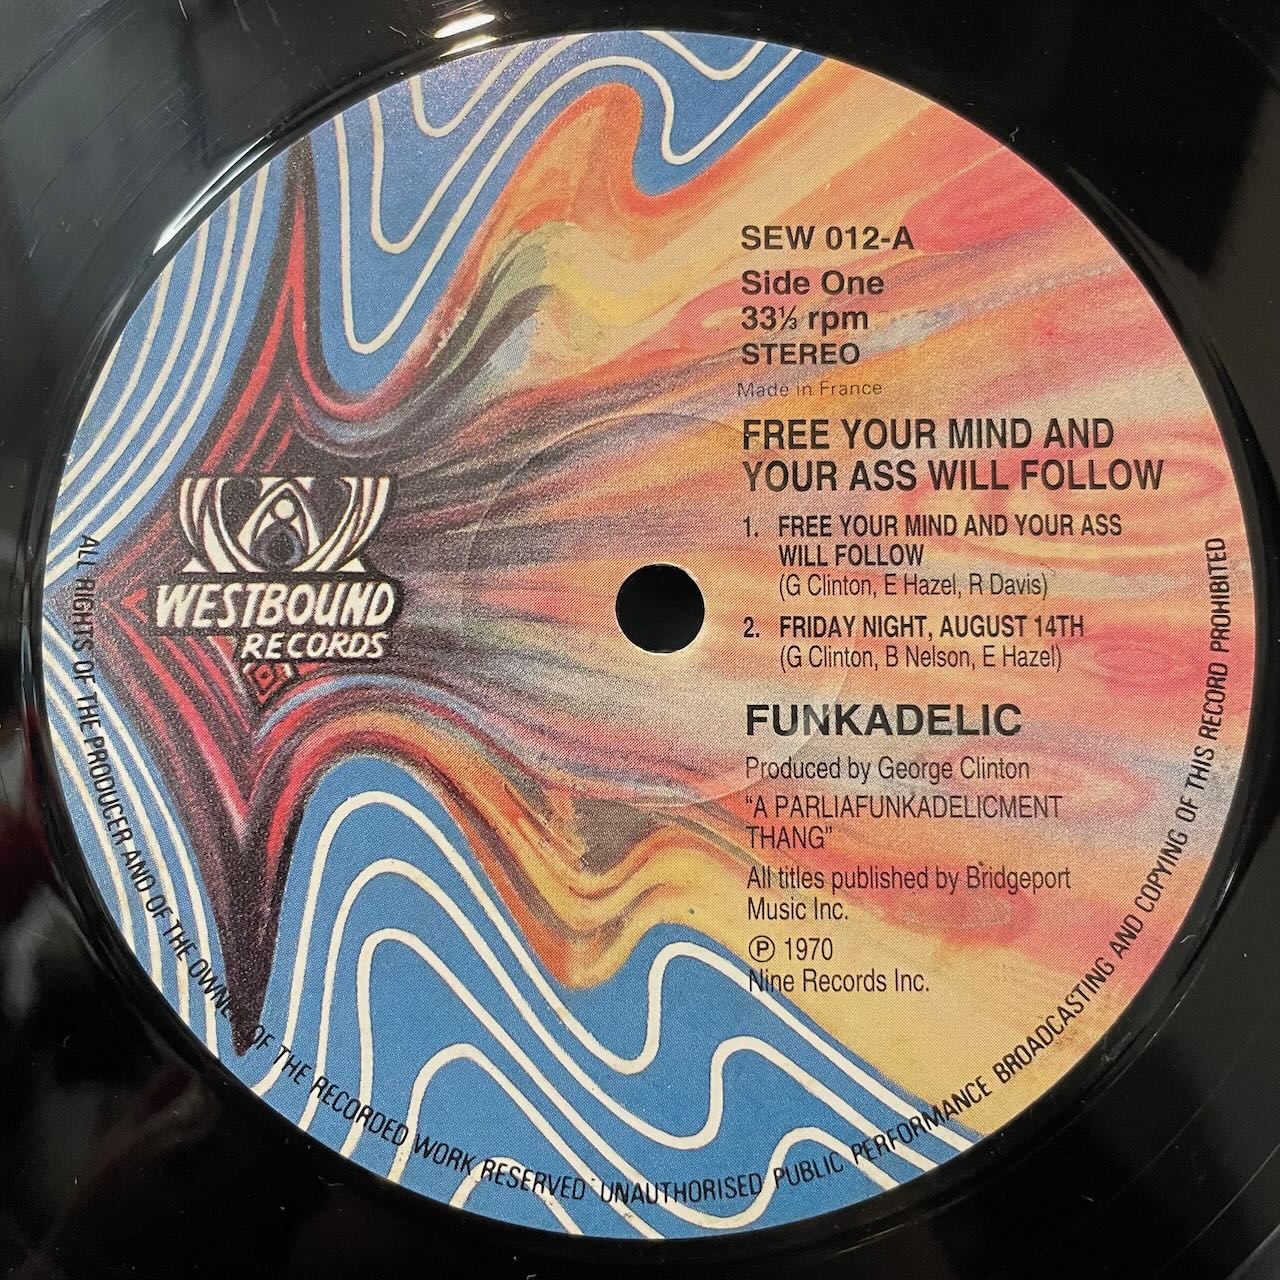 SEW 012-A
Side One
33⅓ rpm
STEREO
Made in France
FREE YOUR MIND AND
YOUR ASS WILL FOLLOW
1. FREE YOUR MIND AND YOUR ASS
WILL FOLLOW
(G Clinton, E Hazel, R Davis)
2. FRIDAY NIGHT, AUGUST 14TH
(G Clinton, B Nelson, E Hazel)
FUNKADELIC
Produced by George Clinton
"A PARLIAFUNKADELICMENT
THANG"
All titles published by Bridgeport
Music Inc.
℗ 1970
Nine Records Inc.
WESTBOUND
RECORDS
ALL RIGHTS OF THE PRODUCER AND OF THE OWNER OF THE RECORDED WORK RESERVED UNAUTHORISED PUBLIC PERFORMANCE BROADCASTING AND COPYING OF THIS RECORD PROHIBITED